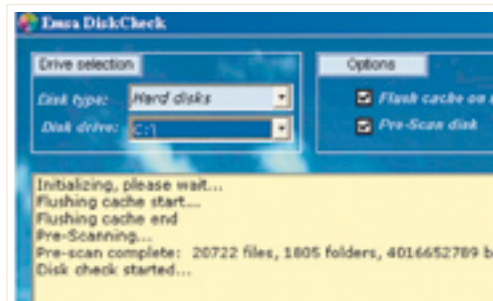 Emsa DiskCheck
Drive selection
Options
Disk type: Hard disks
Flush cache on
Disk drive: C:\
Pre-Scan disk
Initializing, please wait...
Flushing cache start...
Flushing cache end
Pre-Scanning...
Pre-scan complete: 20722 files, 1805 folders, 4016652789 b
Disk check started...